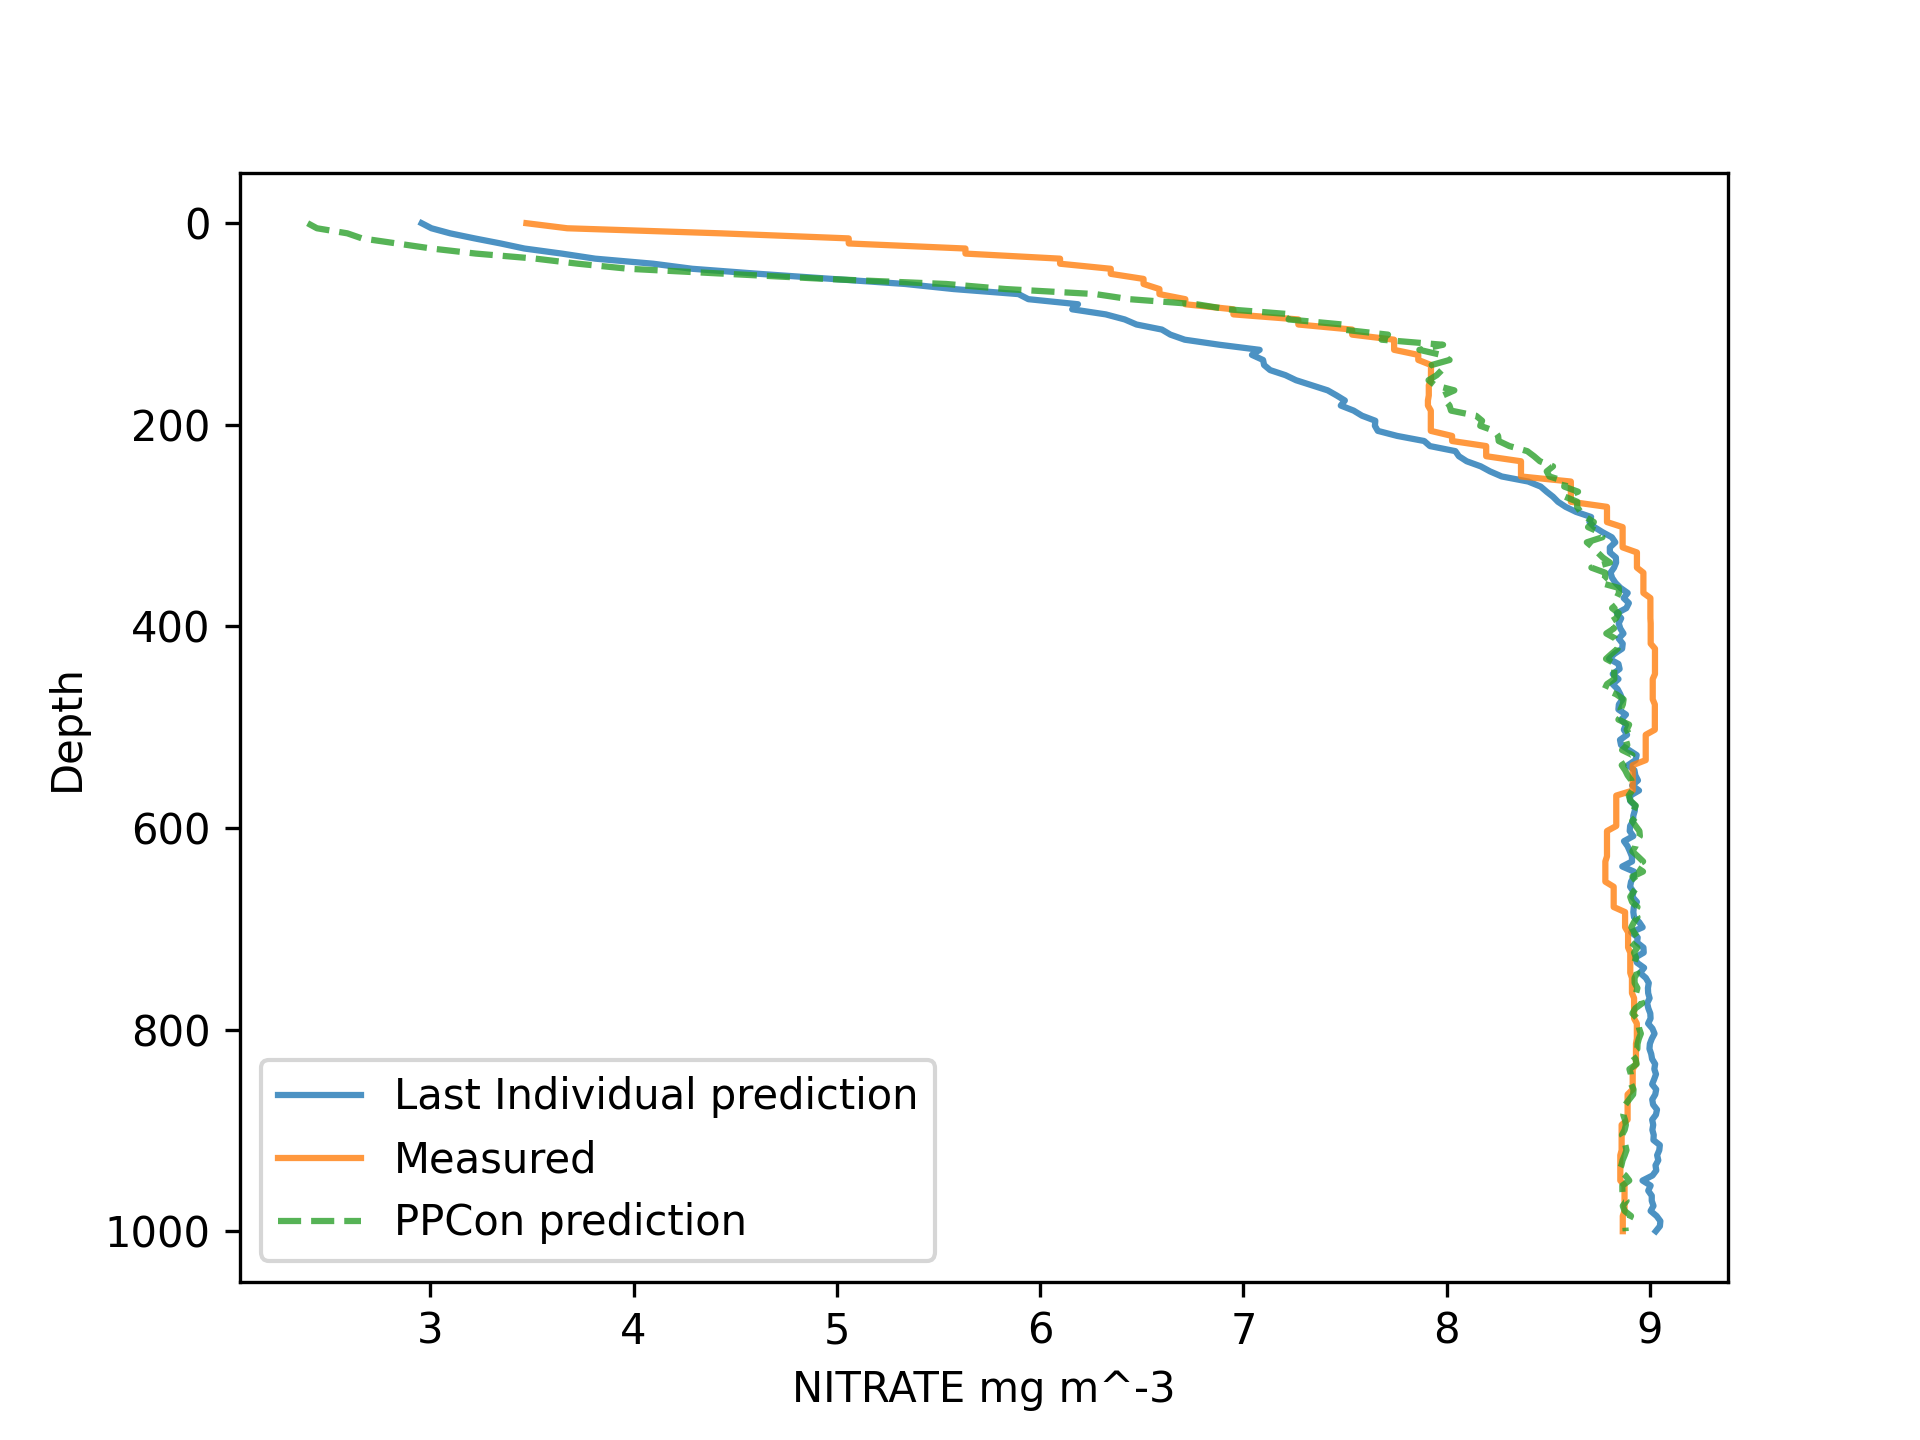 0
200
400
600
800
1000
Depth
Last Individual prediction
Measured
PPCon prediction
3 4 5 6 7 8 9
NITRATE mg m^-3